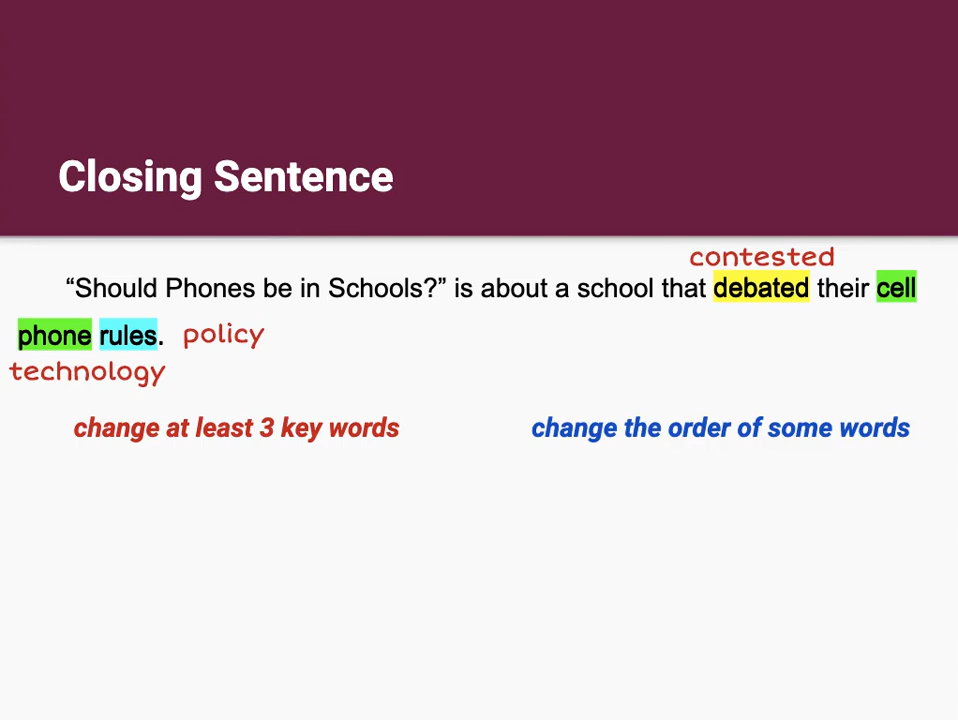 Closing Sentence
contested
“Should Phones be in Schools?” is about a school that debated their cell
phone rules. policy
technology
change at least 3 key words change the order of some words